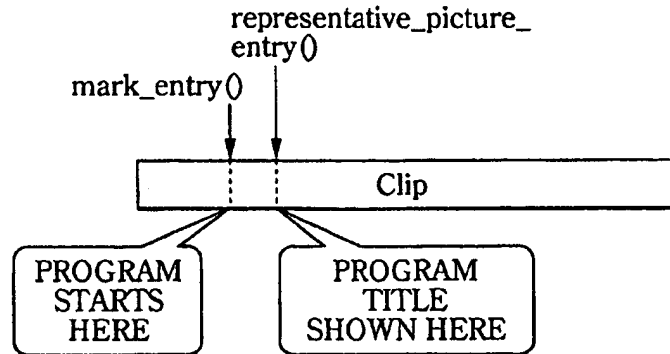 representative_picture_
entry()
mark_entry()
Clip
PROGRAM
STARTS
HERE
PROGRAM
TITLE
SHOWN HERE